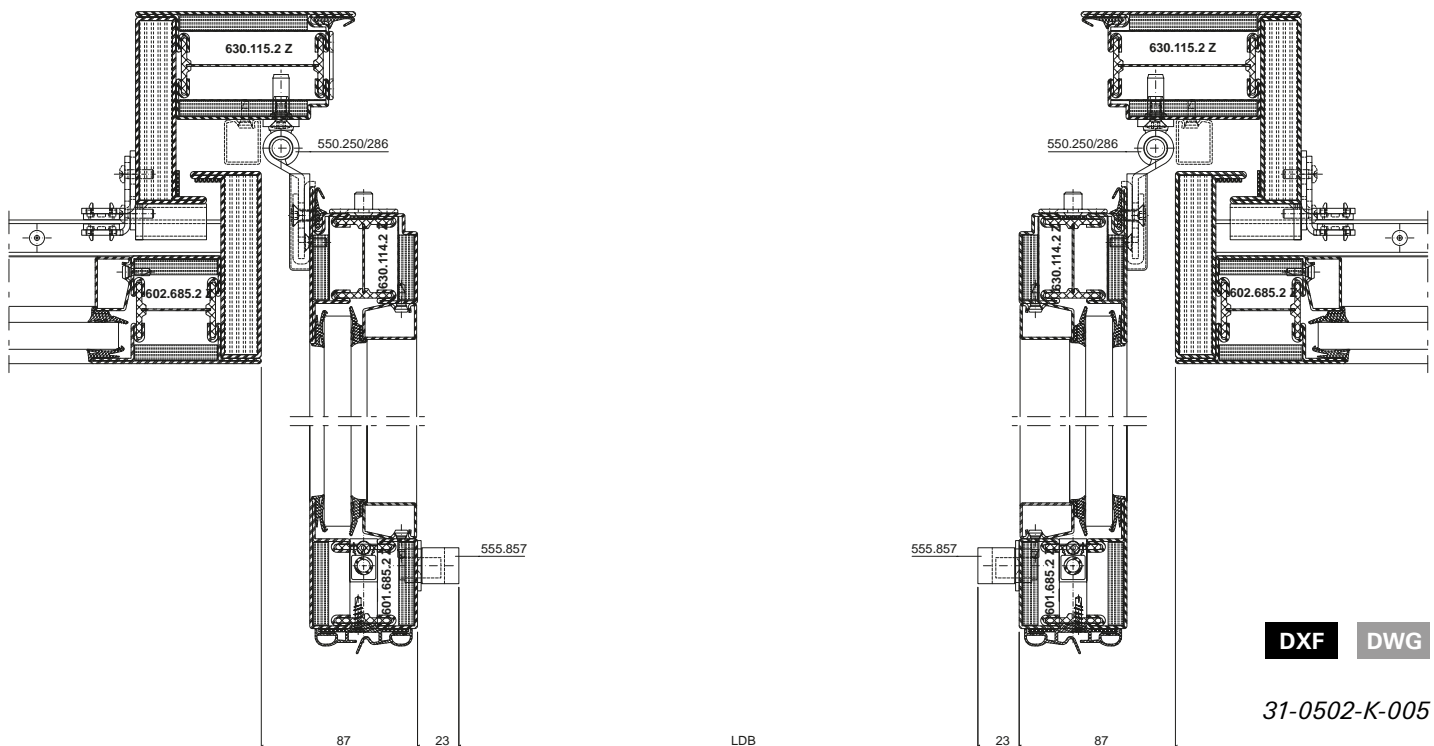 630.115.2 Z 630.115.2 Z
550.250/286 550.250/286
630.114.2 Z 630.114.2 Z
602.685.2 Z 602.685.2 Z
555.857 555.857
601.685.2 Z 601.685.2 Z
DXF DWG
31-0502-K-005
87 23 LDB 23 87